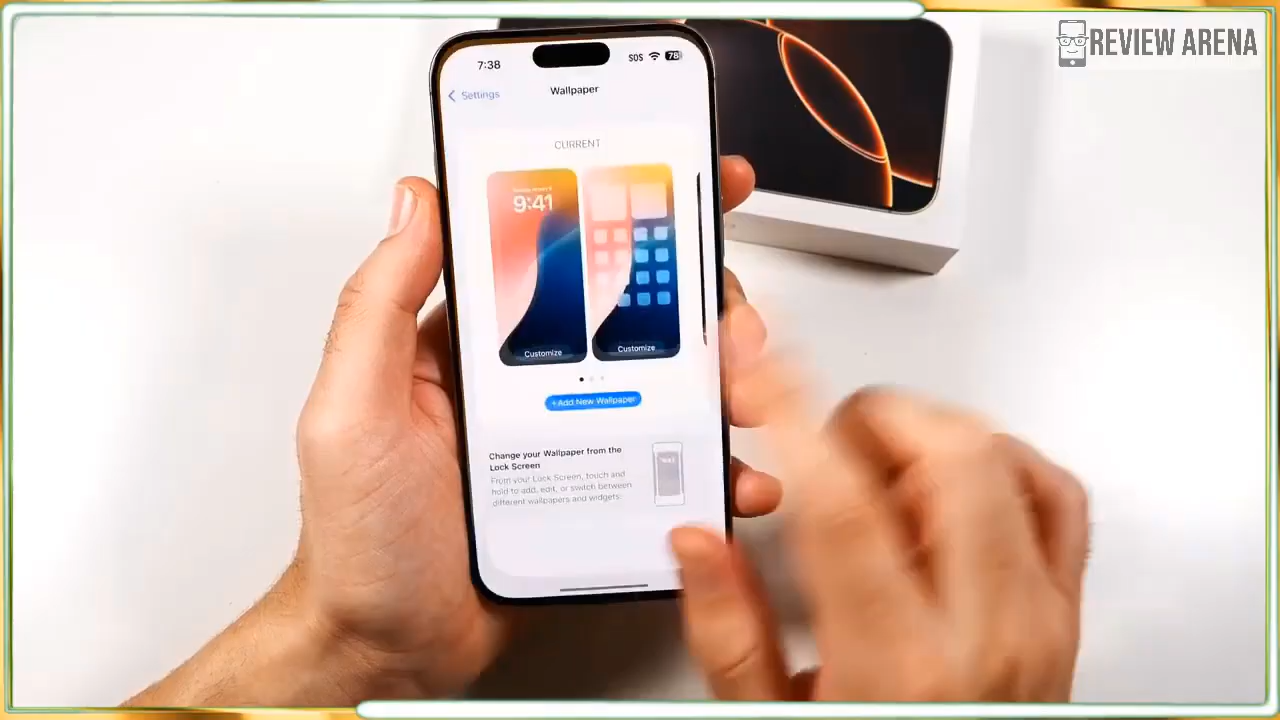 REVIEW ARENA
7:38
SOS
78
Settings
Wallpaper
CURRENT
9:41
Customize
Customize
+ Add New Wallpaper
Change your Wallpaper from the
Lock Screen
From your Lock Screen, touch and
hold to add, edit, or switch between
different wallpapers and widgets.